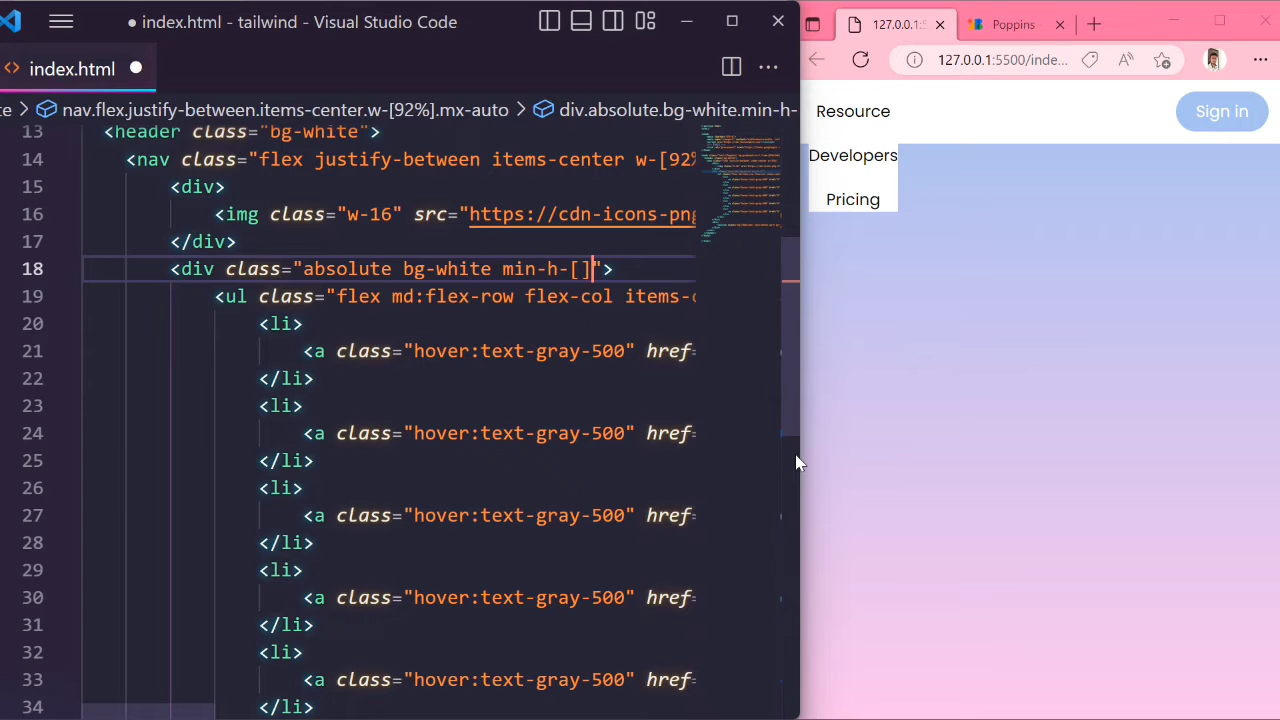 index.html - tailwind - Visual Studio Code
<> index.html
te > nav.flex.justify-between.items-center.w-[92%].mx-auto > div.absolute.bg-white.min-h-
13 <header class="bg-white">
14 <nav class="flex justify-between items-center w-[92%
15 <div>
16 <img class="w-16" src="https://cdn-icons-png
17 </div>
18 <div class="absolute bg-white min-h-[]">
19 <ul class="flex md:flex-row flex-col items-c
20 <li>
21 <a class="hover:text-gray-500" href=
22 </li>
23 <li>
24 <a class="hover:text-gray-500" href=
25 </li>
26 <li>
27 <a class="hover:text-gray-500" href=
28 </li>
29 <li>
30 <a class="hover:text-gray-500" href=
31 </li>
32 <li>
33 <a class="hover:text-gray-500" href=
34 </li>
127.0.0.1:5
Poppins
127.0.0.1:5500/inde...
Resource
Sign in
Developers
Pricing